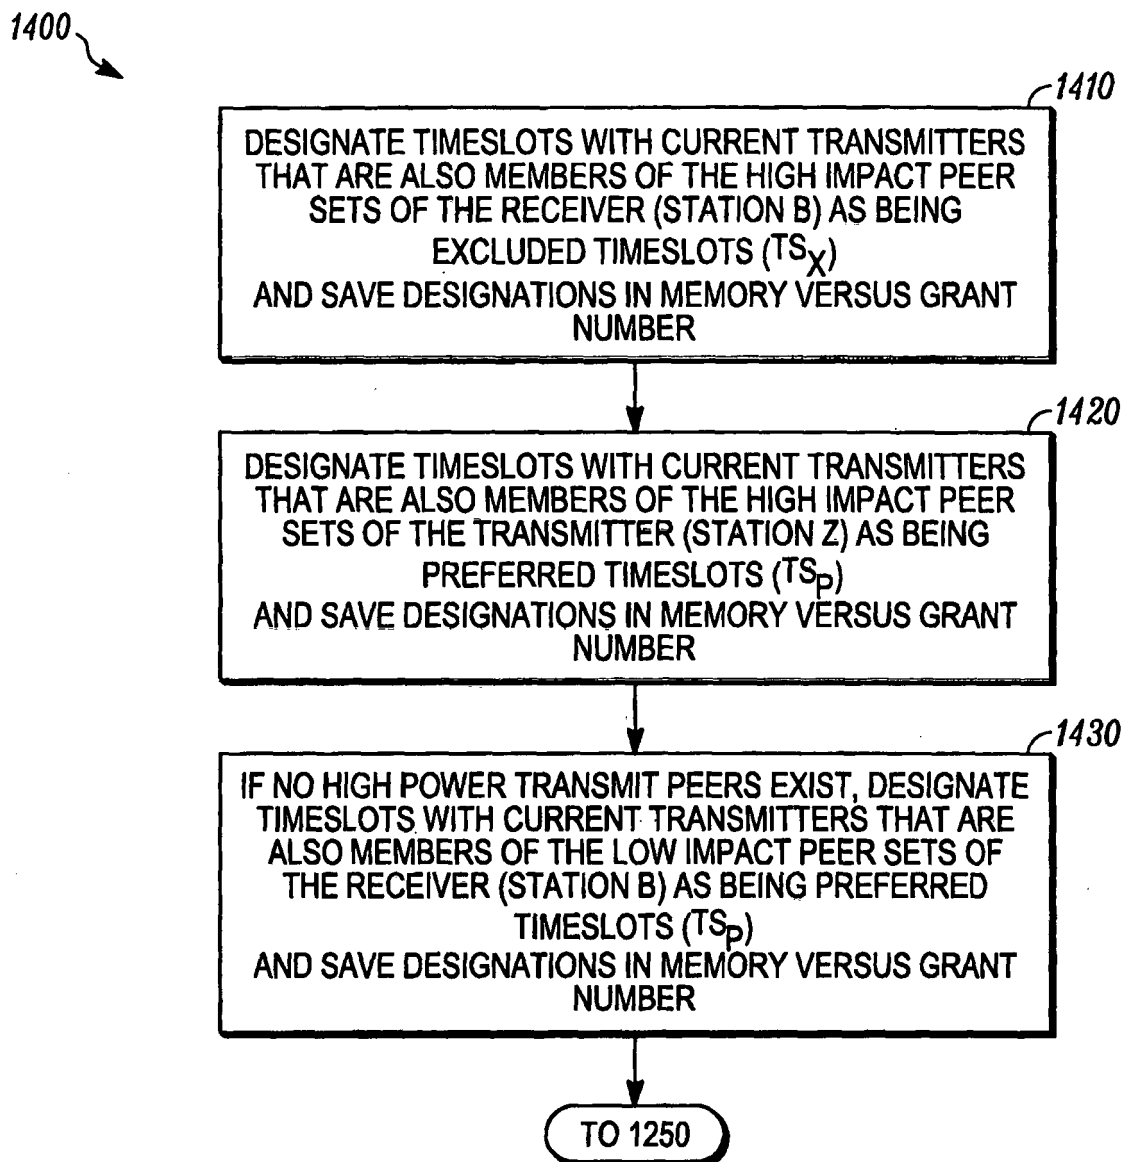 1400
1410
DESIGNATE TIMESLOTS WITH CURRENT TRANSMITTERS
THAT ARE ALSO MEMBERS OF THE HIGH IMPACT PEER
SETS OF THE RECEIVER (STATION B) AS BEING
EXCLUDED TIMESLOTS (TSX)
AND SAVE DESIGNATIONS IN MEMORY VERSUS GRANT
NUMBER
1420
DESIGNATE TIMESLOTS WITH CURRENT TRANSMITTERS
THAT ARE ALSO MEMBERS OF THE HIGH IMPACT PEER
SETS OF THE TRANSMITTER (STATION Z) AS BEING
PREFERRED TIMESLOTS (TSP)
AND SAVE DESIGNATIONS IN MEMORY VERSUS GRANT
NUMBER
1430
IF NO HIGH POWER TRANSMIT PEERS EXIST, DESIGNATE
TIMESLOTS WITH CURRENT TRANSMITTERS THAT ARE
ALSO MEMBERS OF THE LOW IMPACT PEER SETS OF
THE RECEIVER (STATION B) AS BEING PREFERRED
TIMESLOTS (TSP)
AND SAVE DESIGNATIONS IN MEMORY VERSUS GRANT
NUMBER
TO 1250